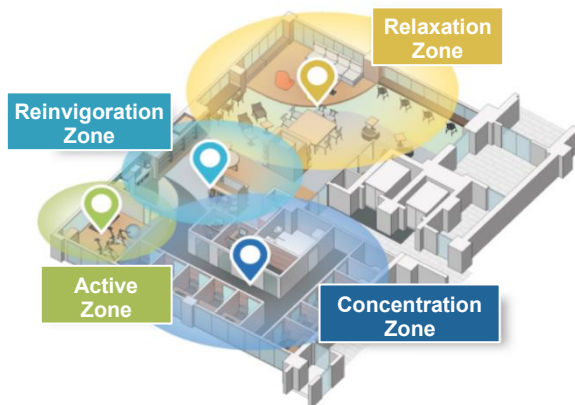 Relaxation
Zone
Reinvigoration
Zone
Active
Zone
Concentration
Zone